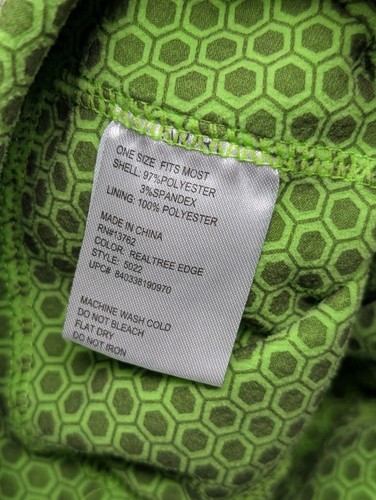 ONE SIZE FITS MOST
SHELL: 97%POLYESTER
3%SPANDEX
LINING: 100% POLYESTER
MADE IN CHINA
RN#13762
COLOR: REALTREE EDGE
STYLE: 5022
UPC# 840338190970
MACHINE WASH COLD
DO NOT BLEACH
FLAT DRY
DO NOT IRON